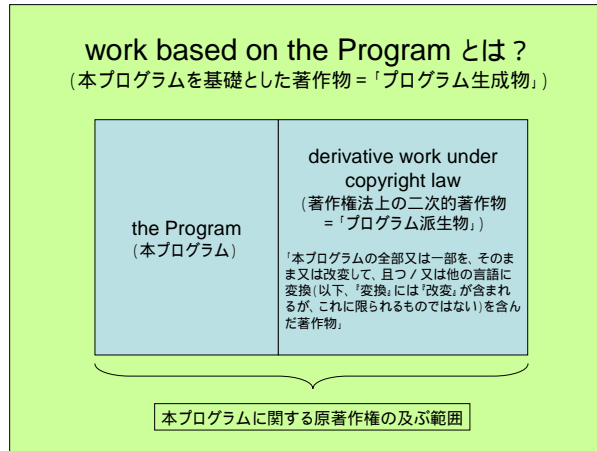 work based on the Program とは？
(本プログラムを基礎とした著作物 = 「プログラム生成物」)
the Program
(本プログラム)
derivative work under
copyright law
(著作権法上の二次的著作物
=「プログラム派生物」)
「本プログラムの全部又は一部を、そのま
ま又は改変して、且つ / 又は他の言語に
変換(以下、『変換』には『改変』が含まれ
るが、これに限られるものではない)を含ん
だ著作物」
本プログラムに関する原著作権の及ぶ範囲